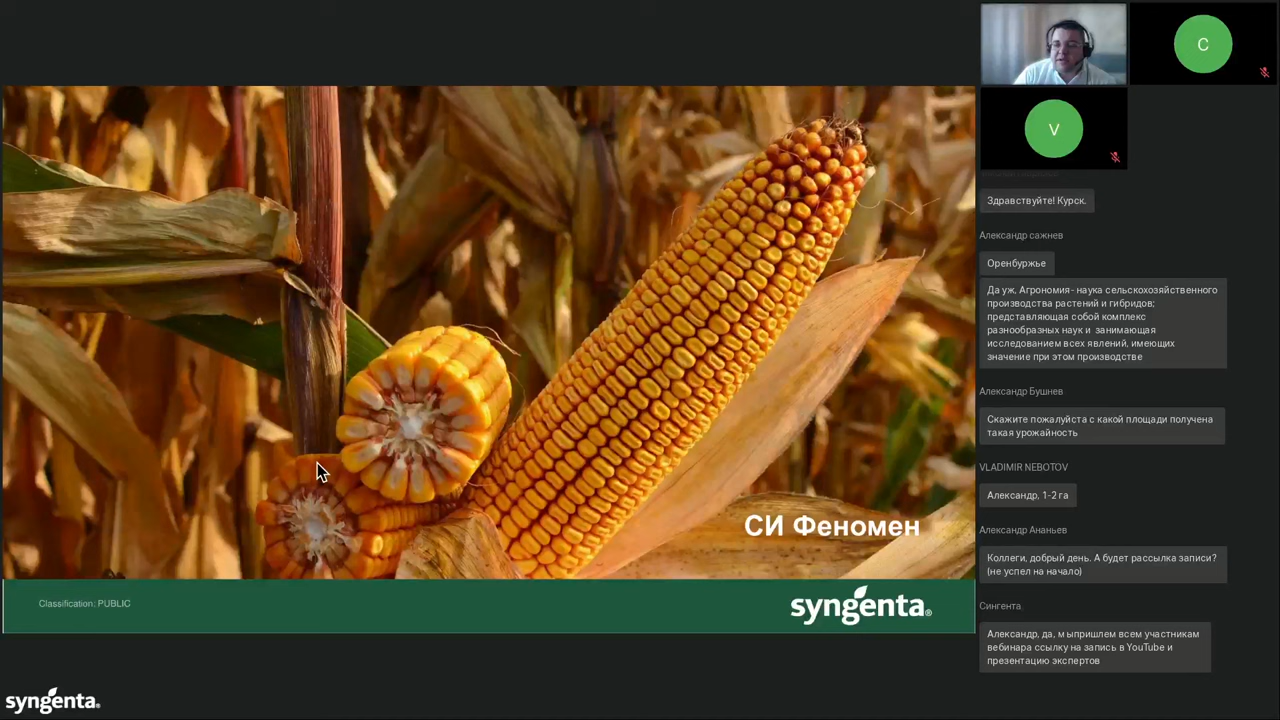 СИ Феномен
Classification: PUBLIC
syngenta®
syngenta®
C
V
Здравствуйте! Курск.
Александр сажнев
Оренбуржье
Да уж, Агрономия- наука сельскохозяйственного
производства растений и гибридов;
представляющая собой комплекс
разнообразных наук и занимающая
исследованием всех явлений, имеющих
значение при этом производстве
Александр Бушнев
Скажите пожалуйста с какой площади получена
такая урожайность
VLADIMIR NEBOTOV
Александр, 1-2 га
Александр Ананьев
Коллеги, добрый день. А будет рассылка записи?
(не успел на начало)
Сингента
Александр, да, м ыпришлем всем участникам
вебинара ссылку на запись в YouTube и
презентацию экспертов